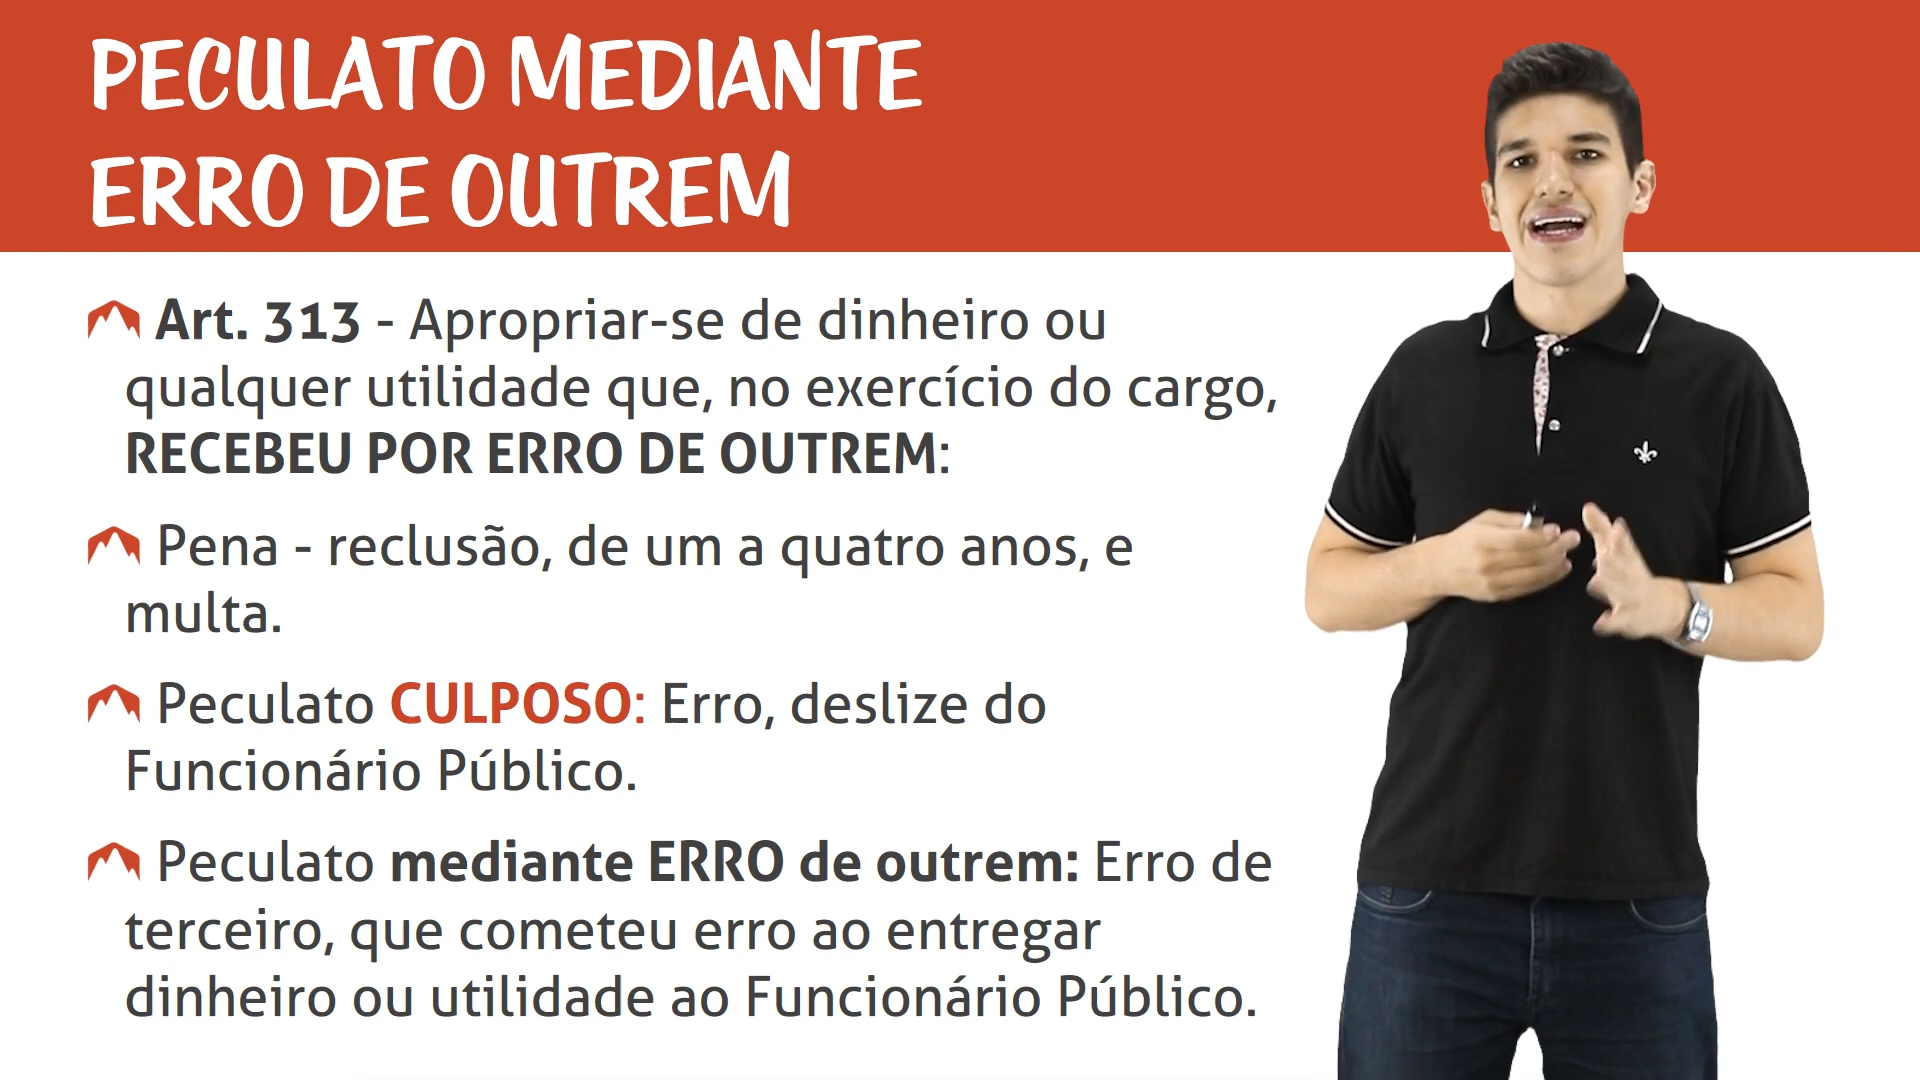 PECULATO MEDIANTE
ERRO DE OUTREM
Art. 313 - Apropriar-se de dinheiro ou
qualquer utilidade que, no exercício do cargo,
RECEBEU POR ERRO DE OUTREM:
Pena - reclusão, de um a quatro anos, e
multa.
Peculato CULPOSO: Erro, deslize do
Funcionário Público.
Peculato mediante ERRO de outrem: Erro de
terceiro, que cometeu erro ao entregar
dinheiro ou utilidade ao Funcionário Público.